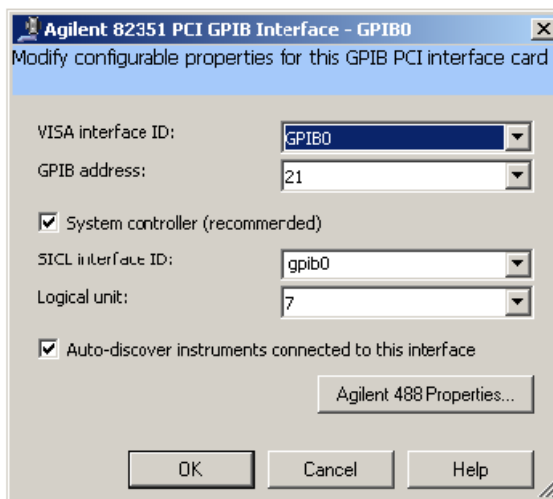 Agilent 82351 PCI GPIB Interface - GPIB0
Modify configurable properties for this GPIB PCI interface card
VISA interface ID:
GPIB0
GPIB address:
21
System controller (recommended)
SICL interface ID:
gpib0
Logical unit:
7
Auto-discover instruments connected to this interface
Agilent 488 Properties...
OK
Cancel
Help